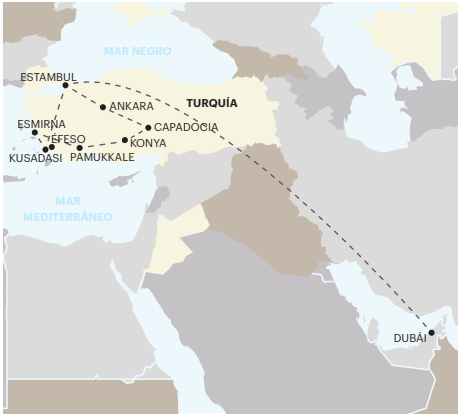 MAR NEGRO
ESTAMBUL
ANKARA
TURQUÍA
ESMIRNA
CAPADOCIA
ÉFESO
KONYA
KUSADASI
PAMUKKALE
MAR
MEDITERRÁNEO
DUBÁI